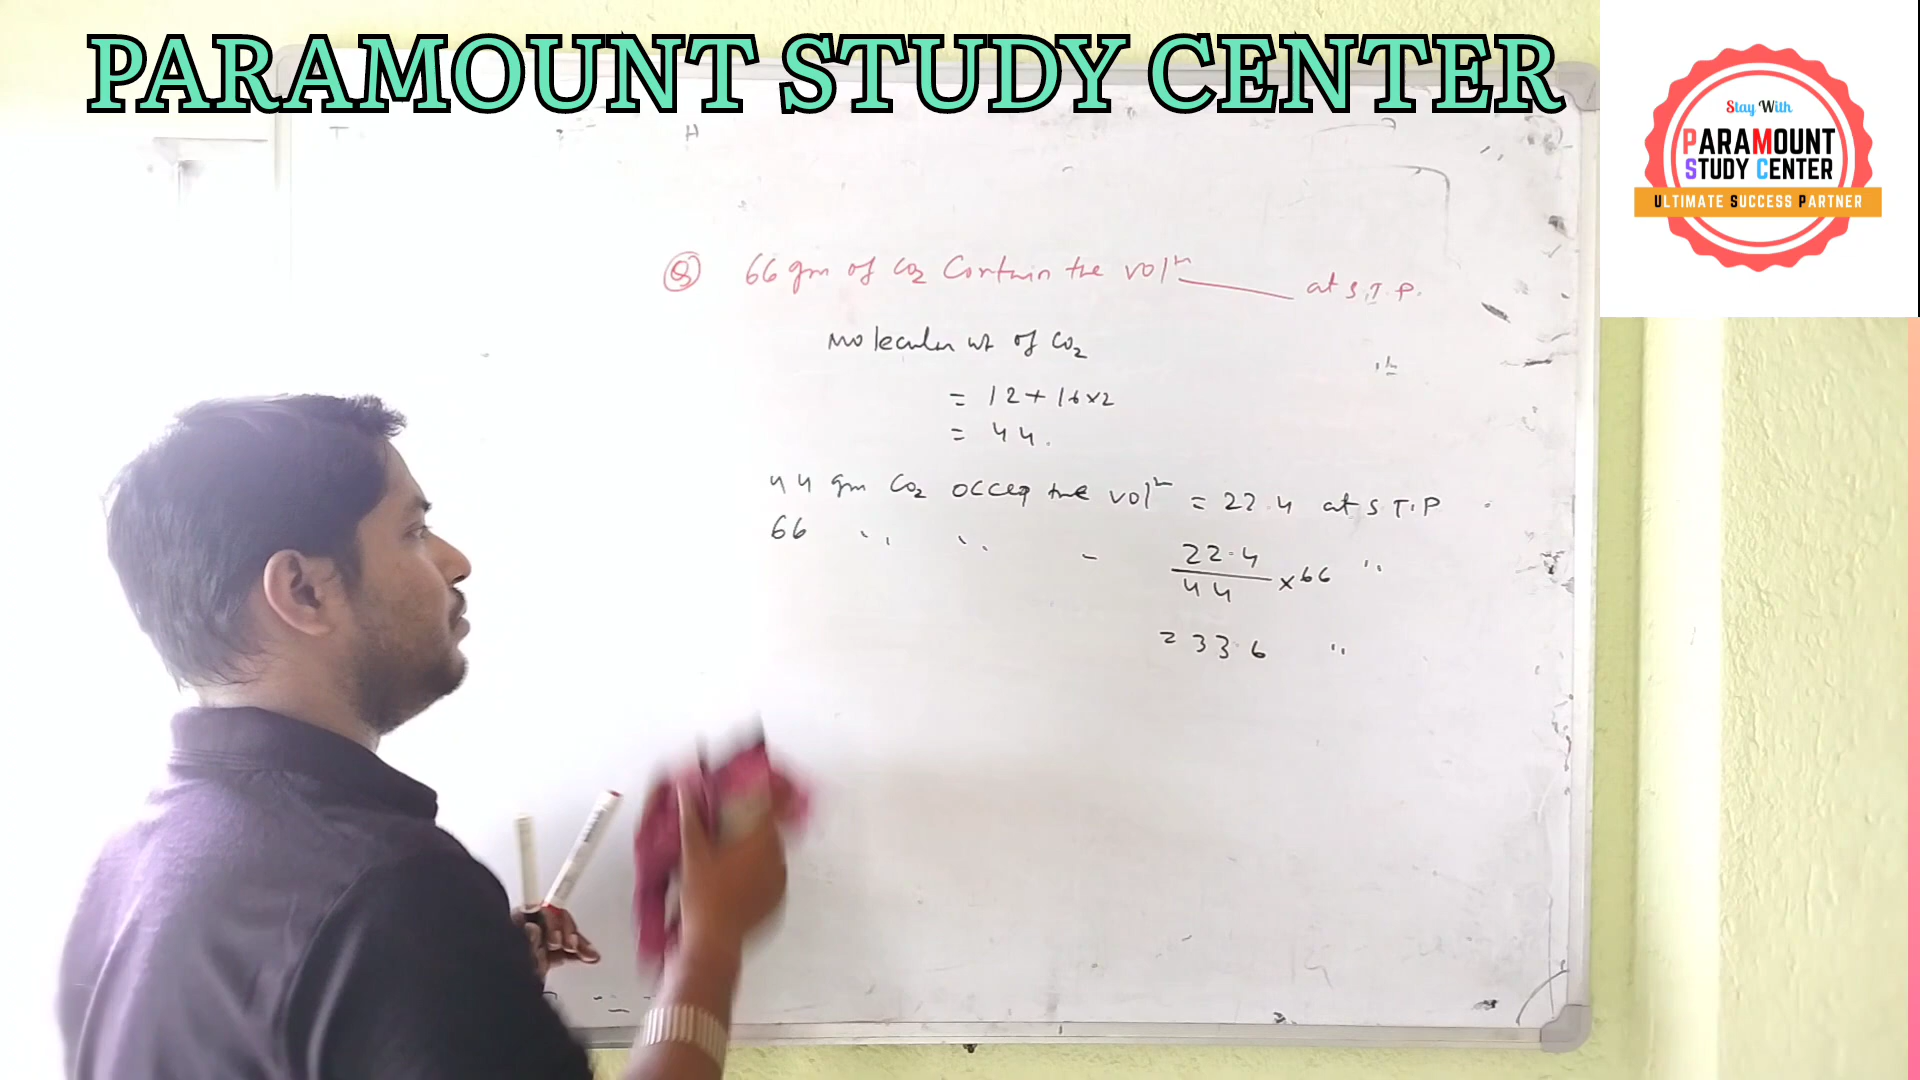 PARAMOUNT STUDY CENTER
Stay With
PARAMOUNT
STUDY CENTER
ULTIMATE SUCCESS PARTNER
Q 66 gm of CO2 Contain the volm ______ at S.T.P.
Molecular wt of CO2
= 12 + 16×2
= 44.
44 gm CO2 occup the volm = 22.4 at S.T.P
66 ,, ,, - 22.4/44 × 66 ,,
= 33.6 ,,